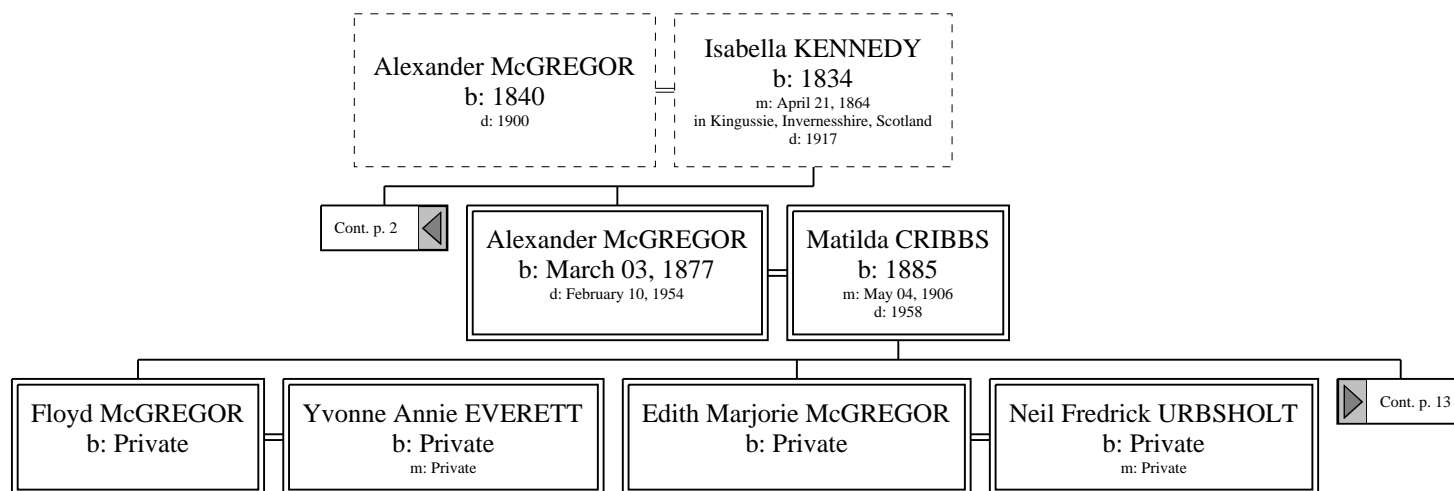 Alexander McGREGOR
b: 1840
d: 1900
Isabella KENNEDY
b: 1834
m: April 21, 1864
in Kingussie, Invernesshire, Scotland
d: 1917
Cont. p. 2
Alexander McGREGOR
b: March 03, 1877
d: February 10, 1954
Matilda CRIBBS
b: 1885
m: May 04, 1906
d: 1958
Floyd McGREGOR
b: Private
Yvonne Annie EVERETT
b: Private
m: Private
Edith Marjorie McGREGOR
b: Private
Neil Fredrick URBSHOLT
b: Private
m: Private
Cont. p. 13